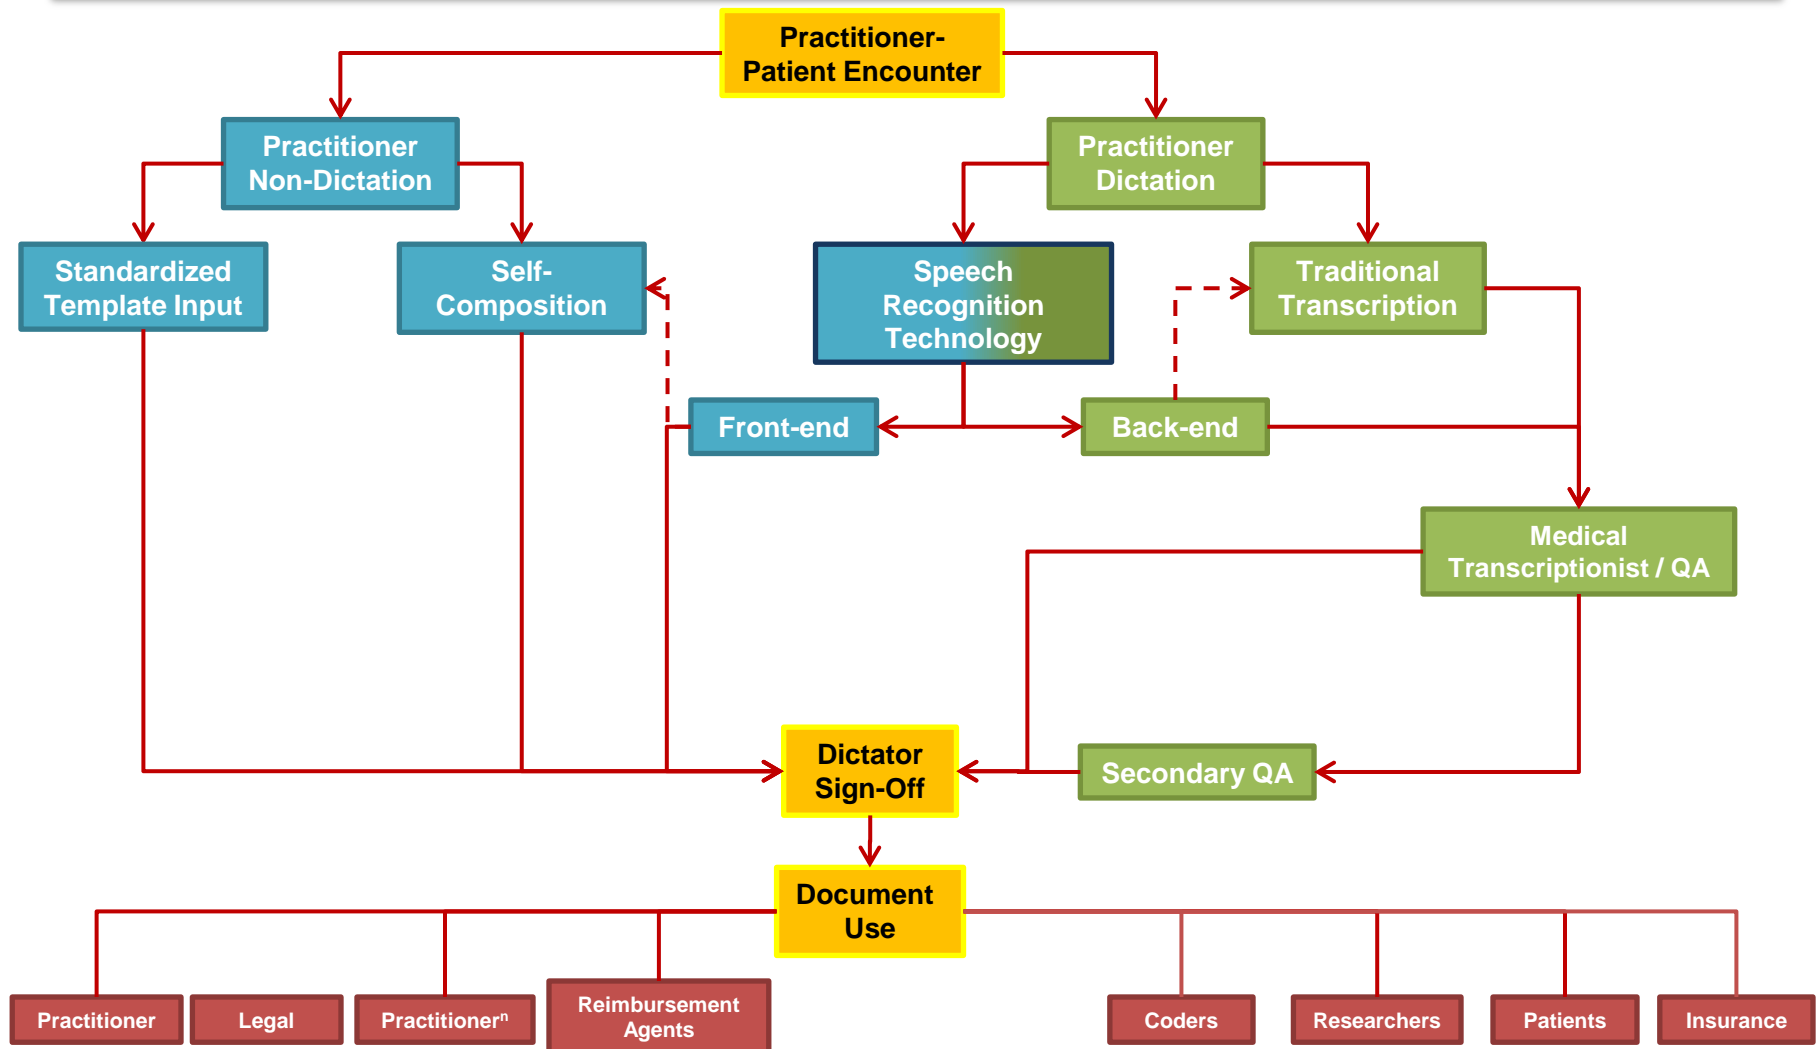 Practitioner-
Patient Encounter
Practitioner
Non-Dictation
Practitioner
Dictation
Standardized
Template Input
Self-
Composition
Speech
Recognition
Technology
Traditional
Transcription
Front-end
Back-end
Medical
Transcriptionist / QA
Dictator
Sign-Off
Secondary QA
Document
Use
Practitioner
Legal
Practitionerⁿ
Reimbursement
Agents
Coders
Researchers
Patients
Insurance